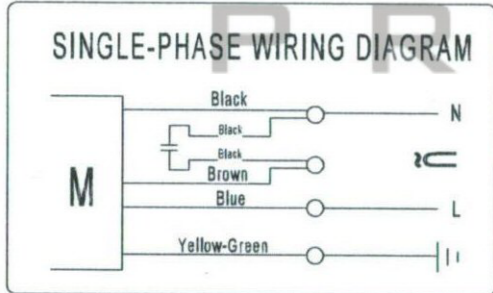 P R
SINGLE-PHASE WIRING DIAGRAM
Black
N
Black
Black
M
Brown
Blue
L
Yellow-Green